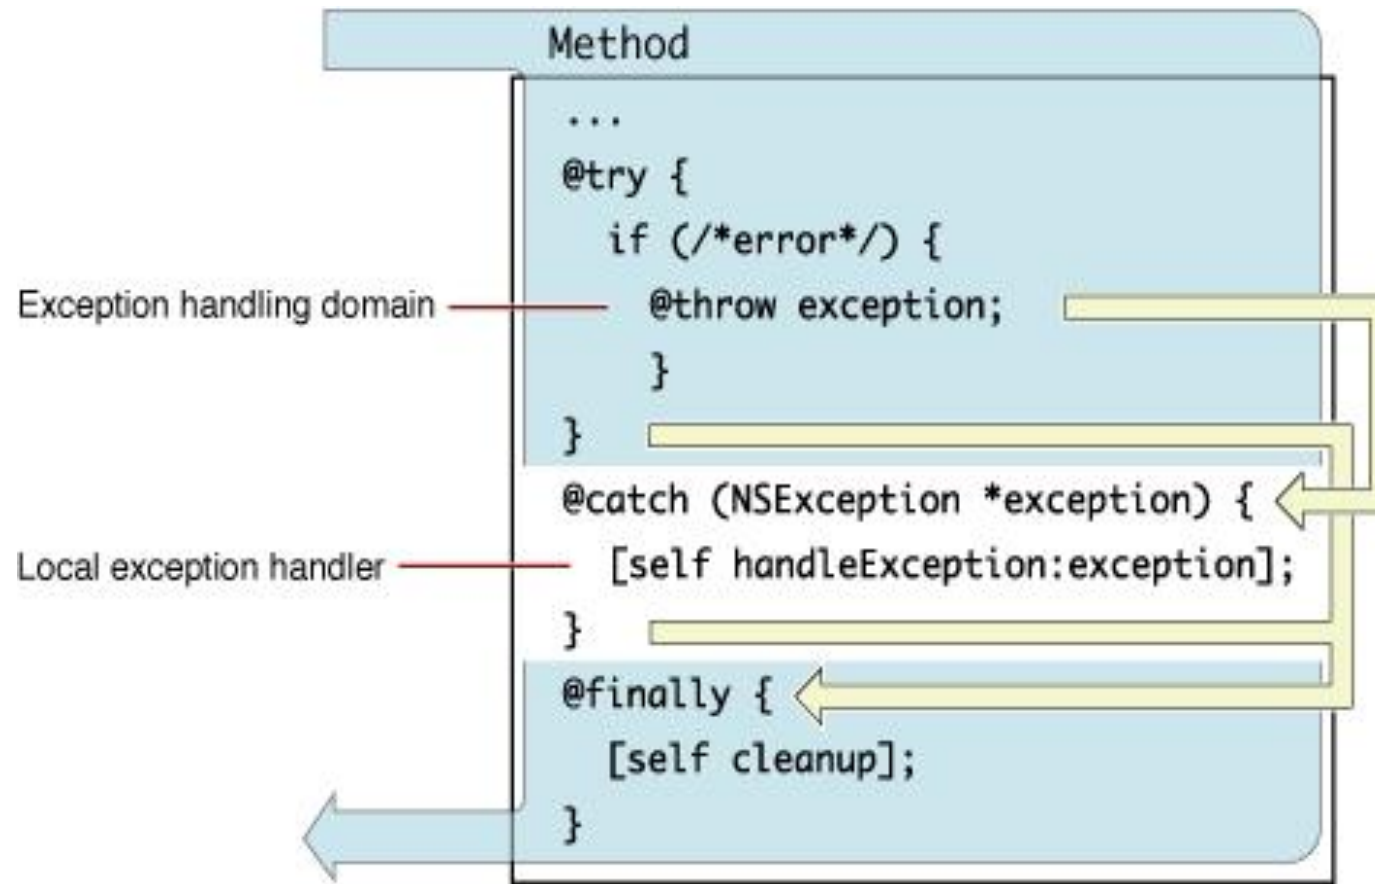 Method
...
@try {
if (/*error*/) {
Exception handling domain
@throw exception;
}
}
@catch (NSException *exception) {
Local exception handler
[self handleException:exception];
}
@finally {
[self cleanup];
}